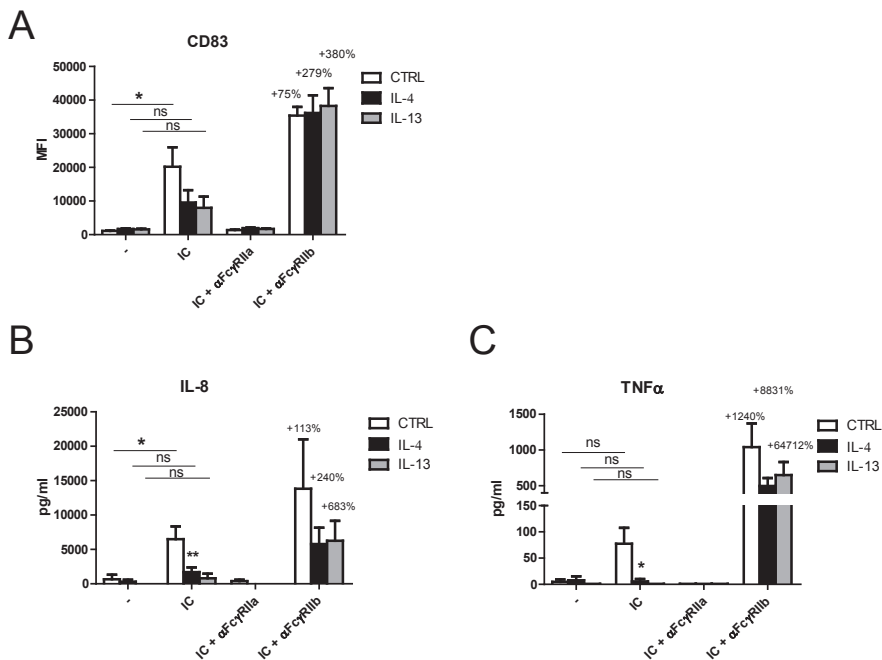 A
CD83
+380%
+279%
+75%
50000
40000
30000
20000
10000
0
MFI
*
ns
ns
CTRL
IL-4
IL-13
-
IC
IC + αFcγRIIa
IC + αFcγRIIb
B
IL-8
25000
20000
15000
10000
5000
0
pg/ml
*
ns
ns
**
+113%
+240%
+683%
CTRL
IL-4
IL-13
-
IC
IC + αFcγRIIa
IC + αFcγRIIb
C
TNFα
+8831%
+1240%
+64712%
1500
1000
500
150
100
50
0
pg/ml
ns
ns
ns
*
CTRL
IL-4
IL-13
-
IC
IC + αFcγRIIa
IC + αFcγRIIb